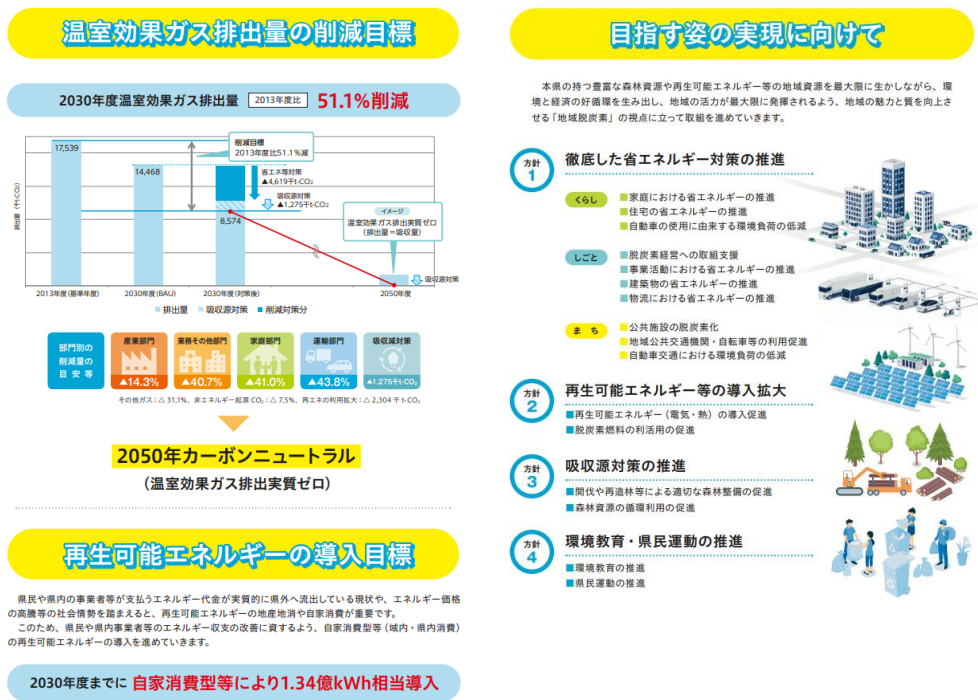 温室効果ガス排出量の削減目標
2030年度温室効果ガス排出量 2013年度比 51.1%削減
排出量(千t-CO₂)
17,539
14,468
8,574
削減目標
2013年度比51.1%減
省エネ等対策
▲4,619千t-CO₂
吸収源対策
▲1,275千t-CO₂
イメージ
温室効果ガス排出実質ゼロ
(排出量=吸収量)
吸収源対策
2013年度(基準年度)
2030年度(BAU)
2030年度(対策後)
2050年度
排出量 吸収源対策 削減対策分
部門別の
削減量の
目安等
産業部門
▲14.3%
業務その他部門
▲40.7%
家庭部門
▲41.0%
運輸部門
▲43.8%
吸収減対策
▲1,275千t-CO₂
その他ガス:△31.1%、非エネルギー起源CO₂:△7.5%、再エネの利用拡大:△2,304千t-CO₂
2050年カーボンニュートラル
(温室効果ガス排出実質ゼロ)
再生可能エネルギーの導入目標
県民や県内の事業者等が支払うエネルギー代金が実質的に県外へ流出している現状や、エネルギー価格
の高騰等の社会情勢を踏まえると、再生可能エネルギーの地産地消や自家消費が重要です。
このため、県民や県内事業者等のエネルギー収支の改善に資するよう、自家消費型等(域内・県内消費)
の再生可能エネルギーの導入を進めていきます。
2030年度までに 自家消費型等により1.34億kWh相当導入
目指す姿の実現に向けて
本県の持つ豊富な森林資源や再生可能エネルギー等の地域資源を最大限に生かしながら、環
境と経済の好循環を生み出し、地域の活力が最大限に発揮されるよう、地域の魅力と質を向上さ
せる「地域脱炭素」の視点に立って取組を進めていきます。
方針
1
徹底した省エネルギー対策の推進
くらし
■家庭における省エネルギーの推進
■住宅の省エネルギーの推進
■自動車の使用に由来する環境負荷の低減
しごと
■脱炭素経営への取組支援
■事業活動における省エネルギーの推進
■建築物の省エネルギーの推進
■物流における省エネルギーの推進
まち
■公共施設の脱炭素化
■地域公共交通機関・自転車等の利用促進
■自動車交通における環境負荷の低減
方針
2
再生可能エネルギー等の導入拡大
■再生可能エネルギー(電気・熱)の導入促進
■脱炭素燃料の利活用の促進
方針
3
吸収源対策の推進
■間伐や再造林等による適切な森林整備の促進
■森林資源の循環利用の促進
方針
4
環境教育・県民運動の推進
■環境教育の推進
■県民運動の推進